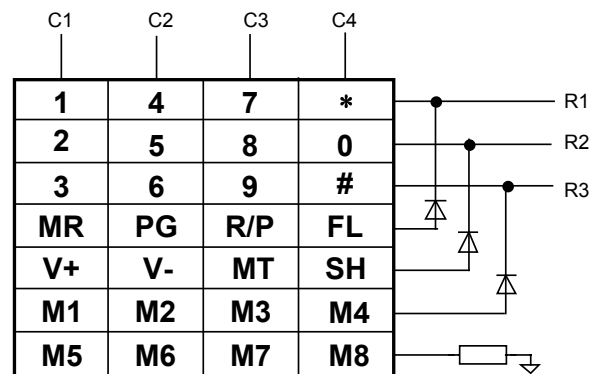 C1 C2 C3 C4
1 4 7 * R1
2 5 8 0 R2
3 6 9 # R3
MR PG R/P FL
V+ V- MT SH
M1 M2 M3 M4
M5 M6 M7 M8